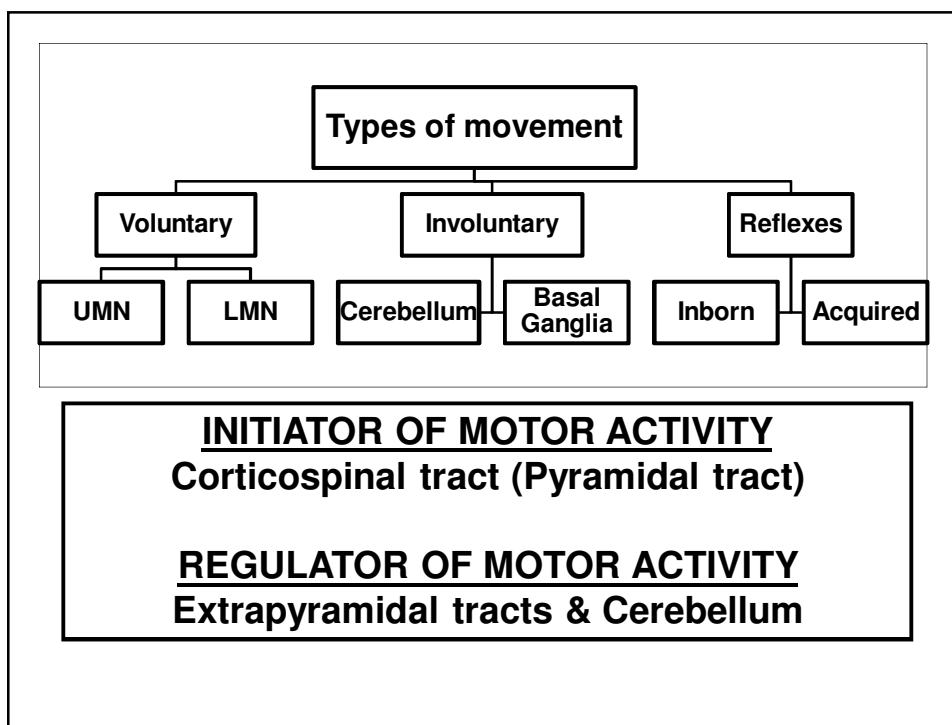 Types of movement
Voluntary
Involuntary
Reflexes
UMN
LMN
Cerebellum
Basal
Ganglia
Inborn
Acquired
INITIATOR OF MOTOR ACTIVITY
Corticospinal tract (Pyramidal tract)
REGULATOR OF MOTOR ACTIVITY
Extrapyramidal tracts & Cerebellum